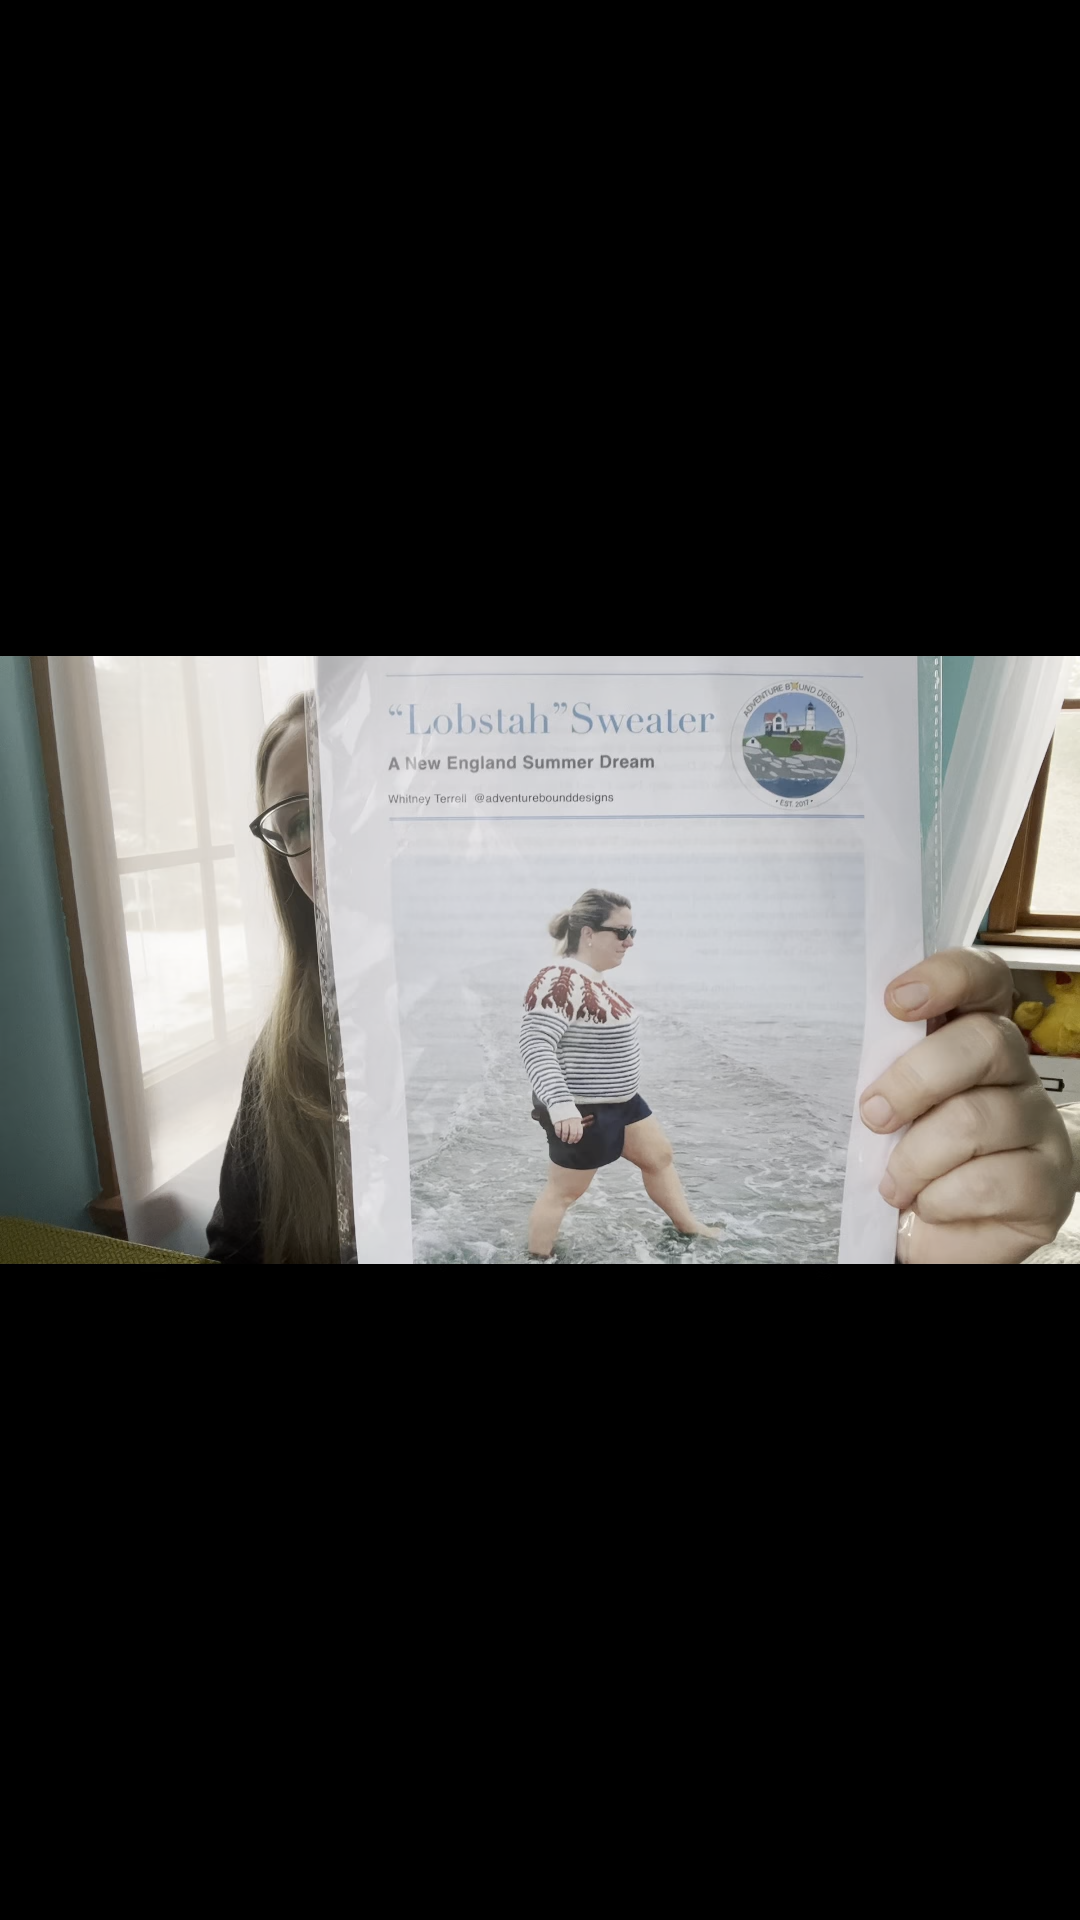 “Lobstah” Sweater
A New England Summer Dream
Whitney Terrell @adventurebounddesigns
ADVENTURE BOUND DESIGNS
• EST. 2017 •